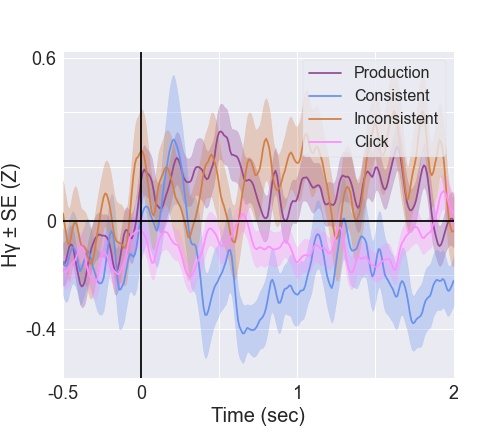 0.6
0
-0.4
Hγ ± SE (Z)
Production
Consistent
Inconsistent
Click
-0.5 0 1 2
Time (sec)